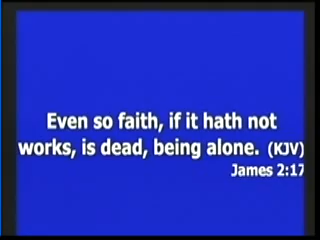 Even so faith, if it hath not
works, is dead, being alone. (KJV)
James 2:17